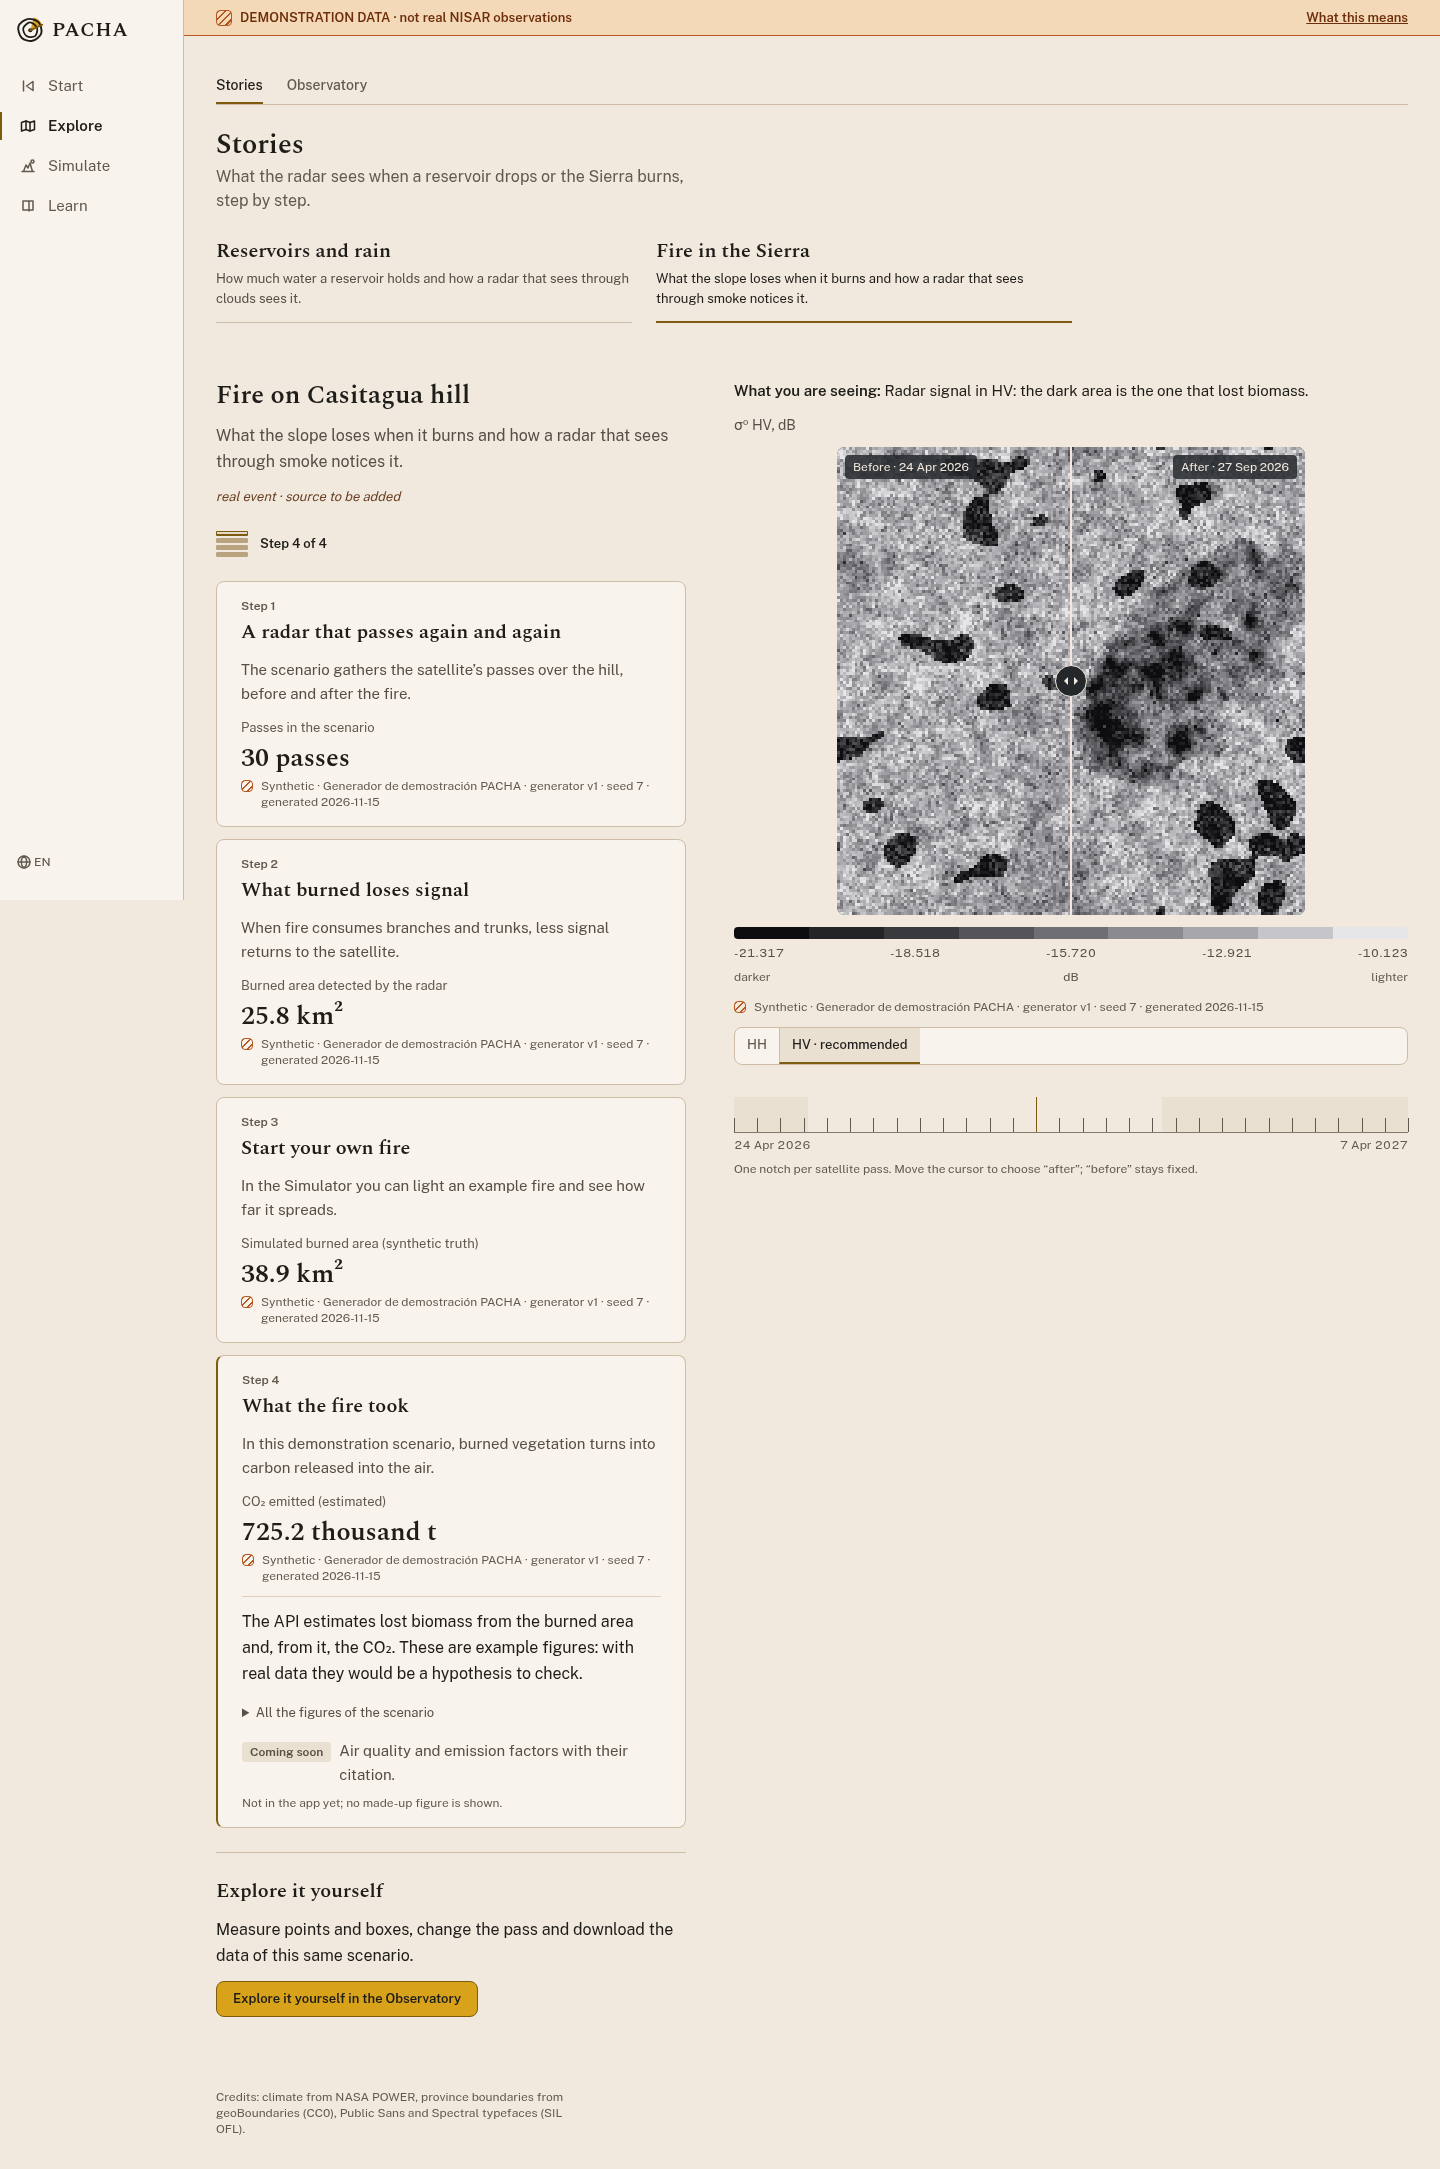 PACHA
Start
Explore
Simulate
Learn
EN
DEMONSTRATION DATA · not real NISAR observations
What this means
Stories
Observatory
Stories
What the radar sees when a reservoir drops or the Sierra burns,
step by step.
Reservoirs and rain
How much water a reservoir holds and how a radar that sees through
clouds sees it.
Fire in the Sierra
What the slope loses when it burns and how a radar that sees
through smoke notices it.
Fire on Casitagua hill
What the slope loses when it burns and how a radar that sees
through smoke notices it.
real event · source to be added
Step 4 of 4
Step 1
A radar that passes again and again
The scenario gathers the satellite’s passes over the hill,
before and after the fire.
Passes in the scenario
30 passes
Synthetic · Generador de demostración PACHA · generator v1 · seed 7 ·
generated 2026-11-15
Step 2
What burned loses signal
When fire consumes branches and trunks, less signal
returns to the satellite.
Burned area detected by the radar
25.8 km²
Synthetic · Generador de demostración PACHA · generator v1 · seed 7 ·
generated 2026-11-15
Step 3
Start your own fire
In the Simulator you can light an example fire and see how
far it spreads.
Simulated burned area (synthetic truth)
38.9 km²
Synthetic · Generador de demostración PACHA · generator v1 · seed 7 ·
generated 2026-11-15
Step 4
What the fire took
In this demonstration scenario, burned vegetation turns into
carbon released into the air.
CO₂ emitted (estimated)
725.2 thousand t
Synthetic · Generador de demostración PACHA · generator v1 · seed 7 ·
generated 2026-11-15
The API estimates lost biomass from the burned area
and, from it, the CO₂. These are example figures: with
real data they would be a hypothesis to check.
All the figures of the scenario
Coming soon
Air quality and emission factors with their
citation.
Not in the app yet; no made-up figure is shown.
Explore it yourself
Measure points and boxes, change the pass and download the
data of this same scenario.
Explore it yourself in the Observatory
Credits: climate from NASA POWER, province boundaries from
geoBoundaries (CC0), Public Sans and Spectral typefaces (SIL
OFL).
What you are seeing: Radar signal in HV: the dark area is the one that lost biomass.
σ⁰ HV, dB
Before · 24 Apr 2026
After · 27 Sep 2026
-21.317 -18.518 -15.720 -12.921 -10.123
darker dB lighter
Synthetic · Generador de demostración PACHA · generator v1 · seed 7 · generated 2026-11-15
HH
HV · recommended
24 Apr 2026
7 Apr 2027
One notch per satellite pass. Move the cursor to choose “after”; “before” stays fixed.